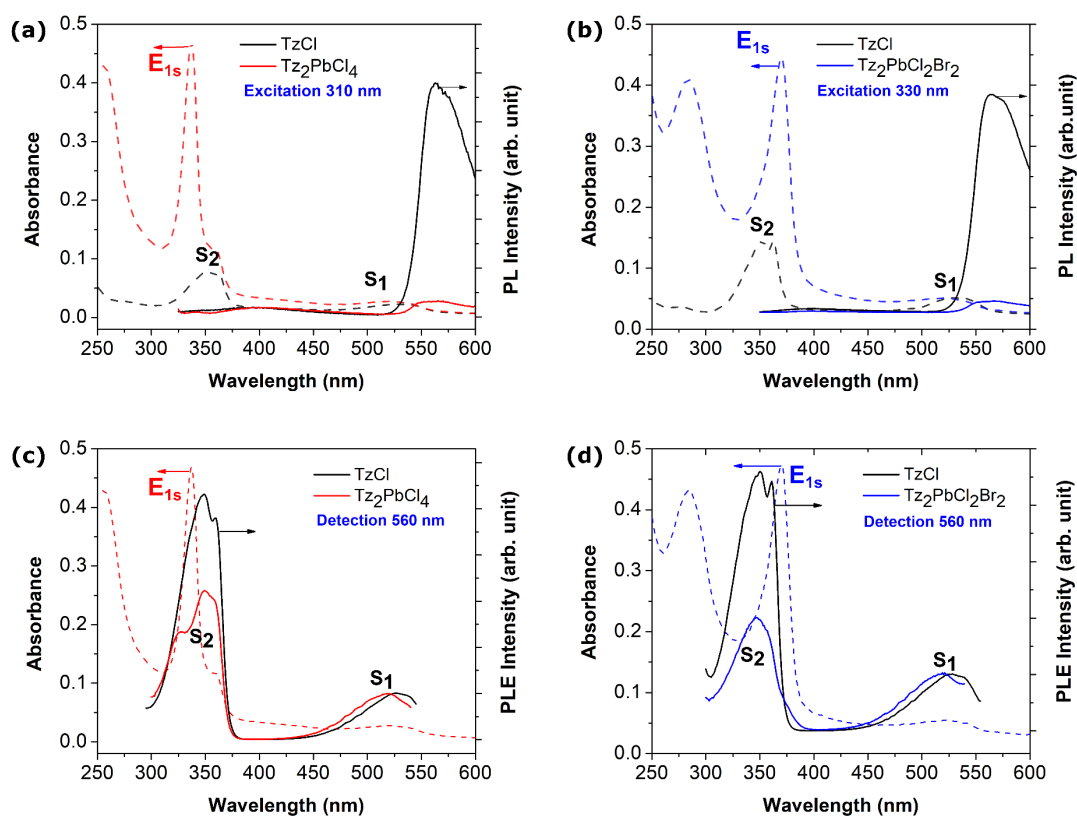 (a)
E1s
TzCl
Tz2PbCl4
Excitation 310 nm
S2
S1
0.5
0.4
0.3
0.2
0.1
0.0
Absorbance
PL Intensity (arb. unit)
250 300 350 400 450 500 550 600
Wavelength (nm)
(b)
E1s
TzCl
Tz2PbCl2Br2
Excitation 330 nm
S2
S1
0.5
0.4
0.3
0.2
0.1
0.0
Absorbance
PL Intensity (arb.unit)
250 300 350 400 450 500 550 600
Wavelength (nm)
(c)
E1s
TzCl
Tz2PbCl4
Detection 560 nm
S2
S1
0.5
0.4
0.3
0.2
0.1
0.0
Absorbance
PLE Intensity (arb. unit)
250 300 350 400 450 500 550 600
Wavelength (nm)
(d)
E1s
TzCl
Tz2PbCl2Br2
Detection 560 nm
S2
S1
0.5
0.4
0.3
0.2
0.1
0.0
Absorbance
PLE Intensity (arb. unit)
250 300 350 400 450 500 550 600
Wavelength (nm)